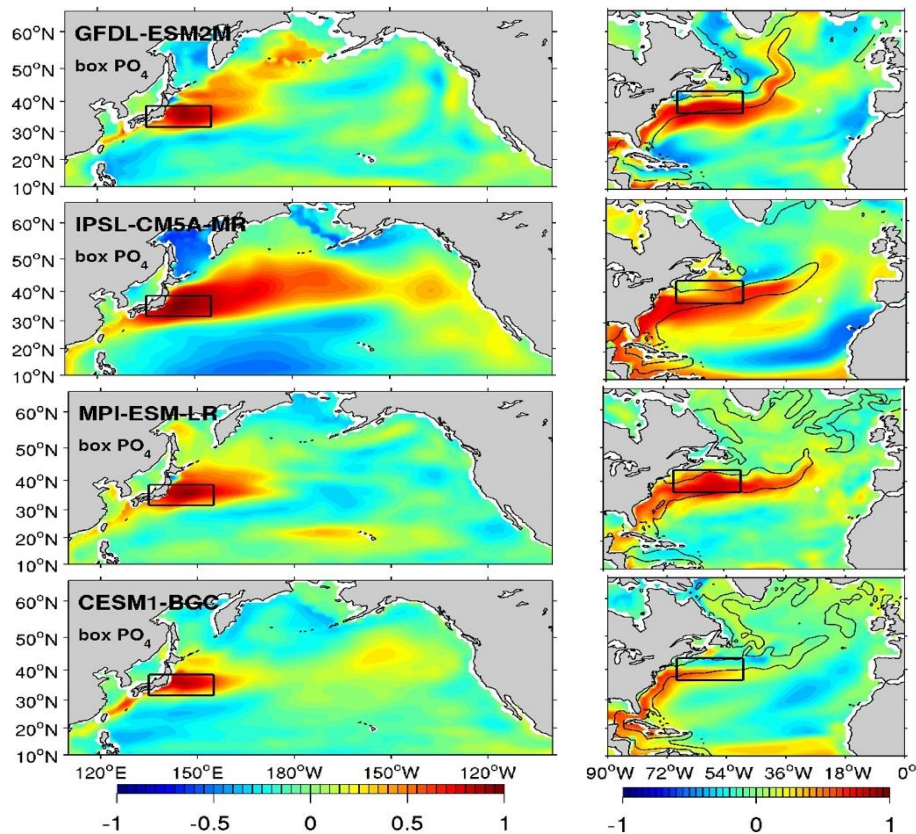 60°N
GFDL-ESM2M
50°N
box PO₄
40°N
30°N
20°N
10°N
60°N
IPSL-CM5A-MR
50°N
box PO₄
40°N
30°N
20°N
10°N
60°N
MPI-ESM-LR
50°N
box PO₄
40°N
30°N
20°N
10°N
60°N
CESM1-BGC
50°N
box PO₄
40°N
30°N
20°N
10°N
120°E 150°E 180°W 150°W 120°W
90°W 72°W 54°W 36°W 18°W 0°
-1 -0.5 0 0.5 1
-1 0 1